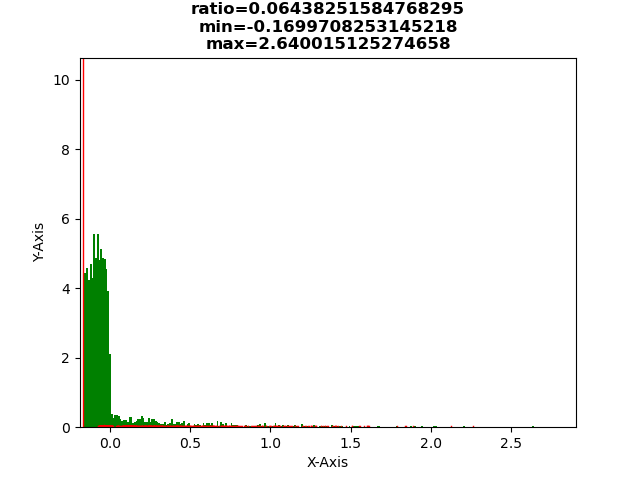 ratio=0.06438251584768295
min=-0.1699708253145218
max=2.640015125274658
10
8
6
4
2
0
Y-Axis
0.0 0.5 1.0 1.5 2.0 2.5
X-Axis